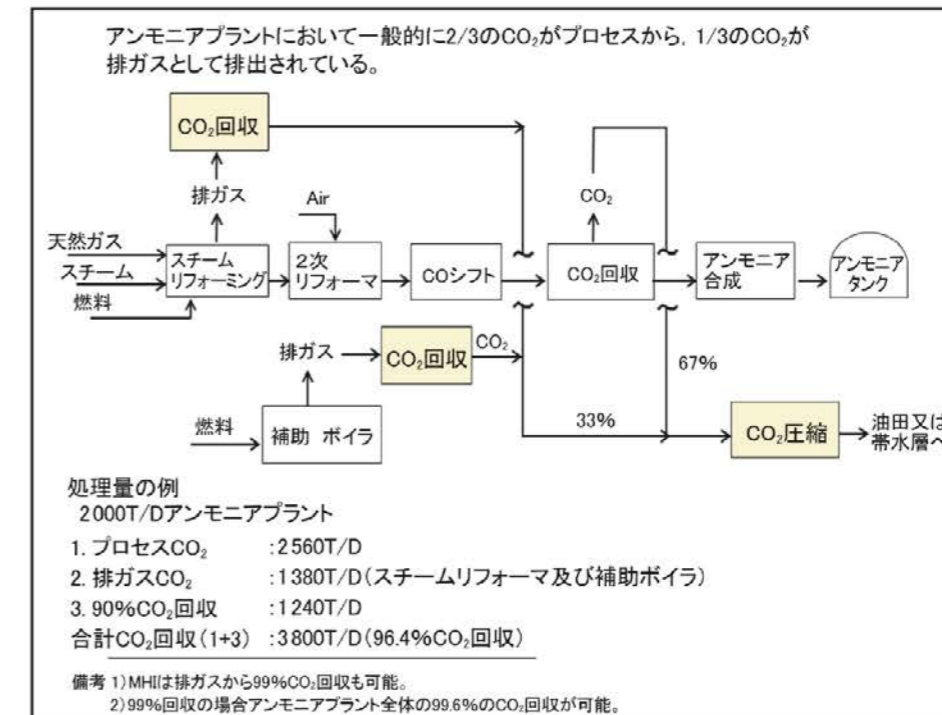 アンモニアプラントにおいて一般的に2/3のCO₂がプロセスから, 1/3のCO₂が
排ガスとして排出されている。
CO₂回収
排ガス
Air
CO₂
天然ガス
スチーム
燃料
スチーム
リフォーミング
2次
リフォーマ
COシフト
CO₂回収
アンモニア
合成
アンモニア
タンク
排ガス
CO₂回収
CO₂
67%
33%
燃料
補助 ボイラ
CO₂圧縮
油田又は
帯水層へ
処理量の例
2000T/Dアンモニアプラント
1. プロセスCO₂ :2560T/D
2. 排ガスCO₂ :1380T/D(スチームリフォーマ及び補助ボイラ)
3. 90%CO₂回収 :1240T/D
合計CO₂回収(1+3) :3800T/D(96.4%CO₂回収)
備考 1)MHIは排ガスから99%CO₂回収も可能。
2)99%回収の場合アンモニアプラント全体の99.6%のCO₂回収が可能。